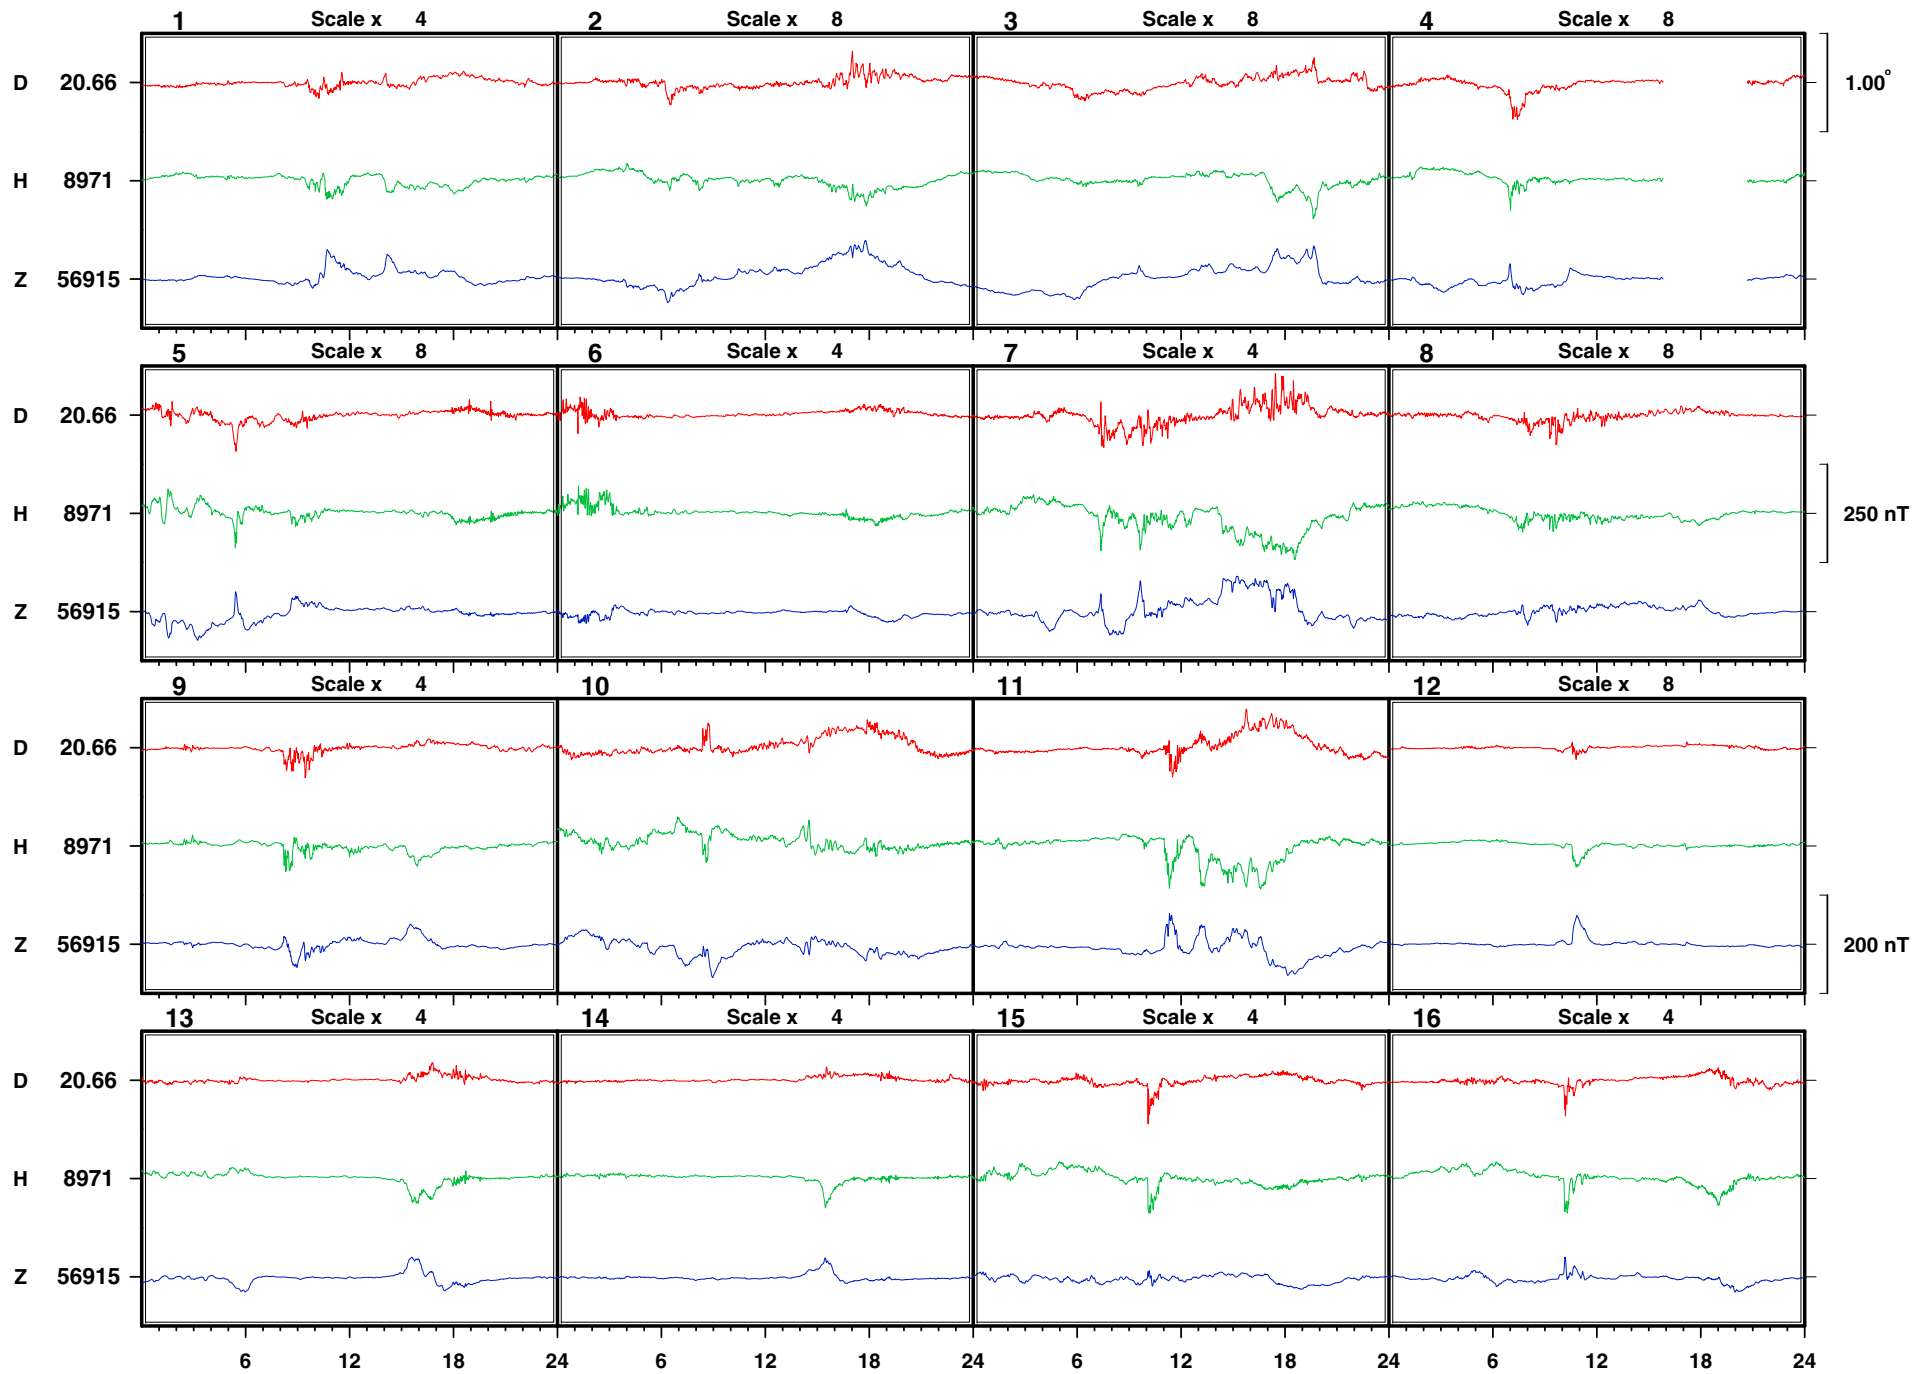 1 Scale x 4 2 Scale x 8 3 Scale x 8 4 Scale x 8
D 20.66 1.00°
H 8971
Z 56915
5 Scale x 8 6 Scale x 4 7 Scale x 4 8 Scale x 8
D 20.66
H 8971 250 nT
Z 56915
9 Scale x 4 10 11 12 Scale x 8
D 20.66
H 8971
Z 56915 200 nT
13 Scale x 4 14 Scale x 4 15 Scale x 4 16 Scale x 4
D 20.66
H 8971
Z 56915
6 12 18 24 6 12 18 24 6 12 18 24 6 12 18 24